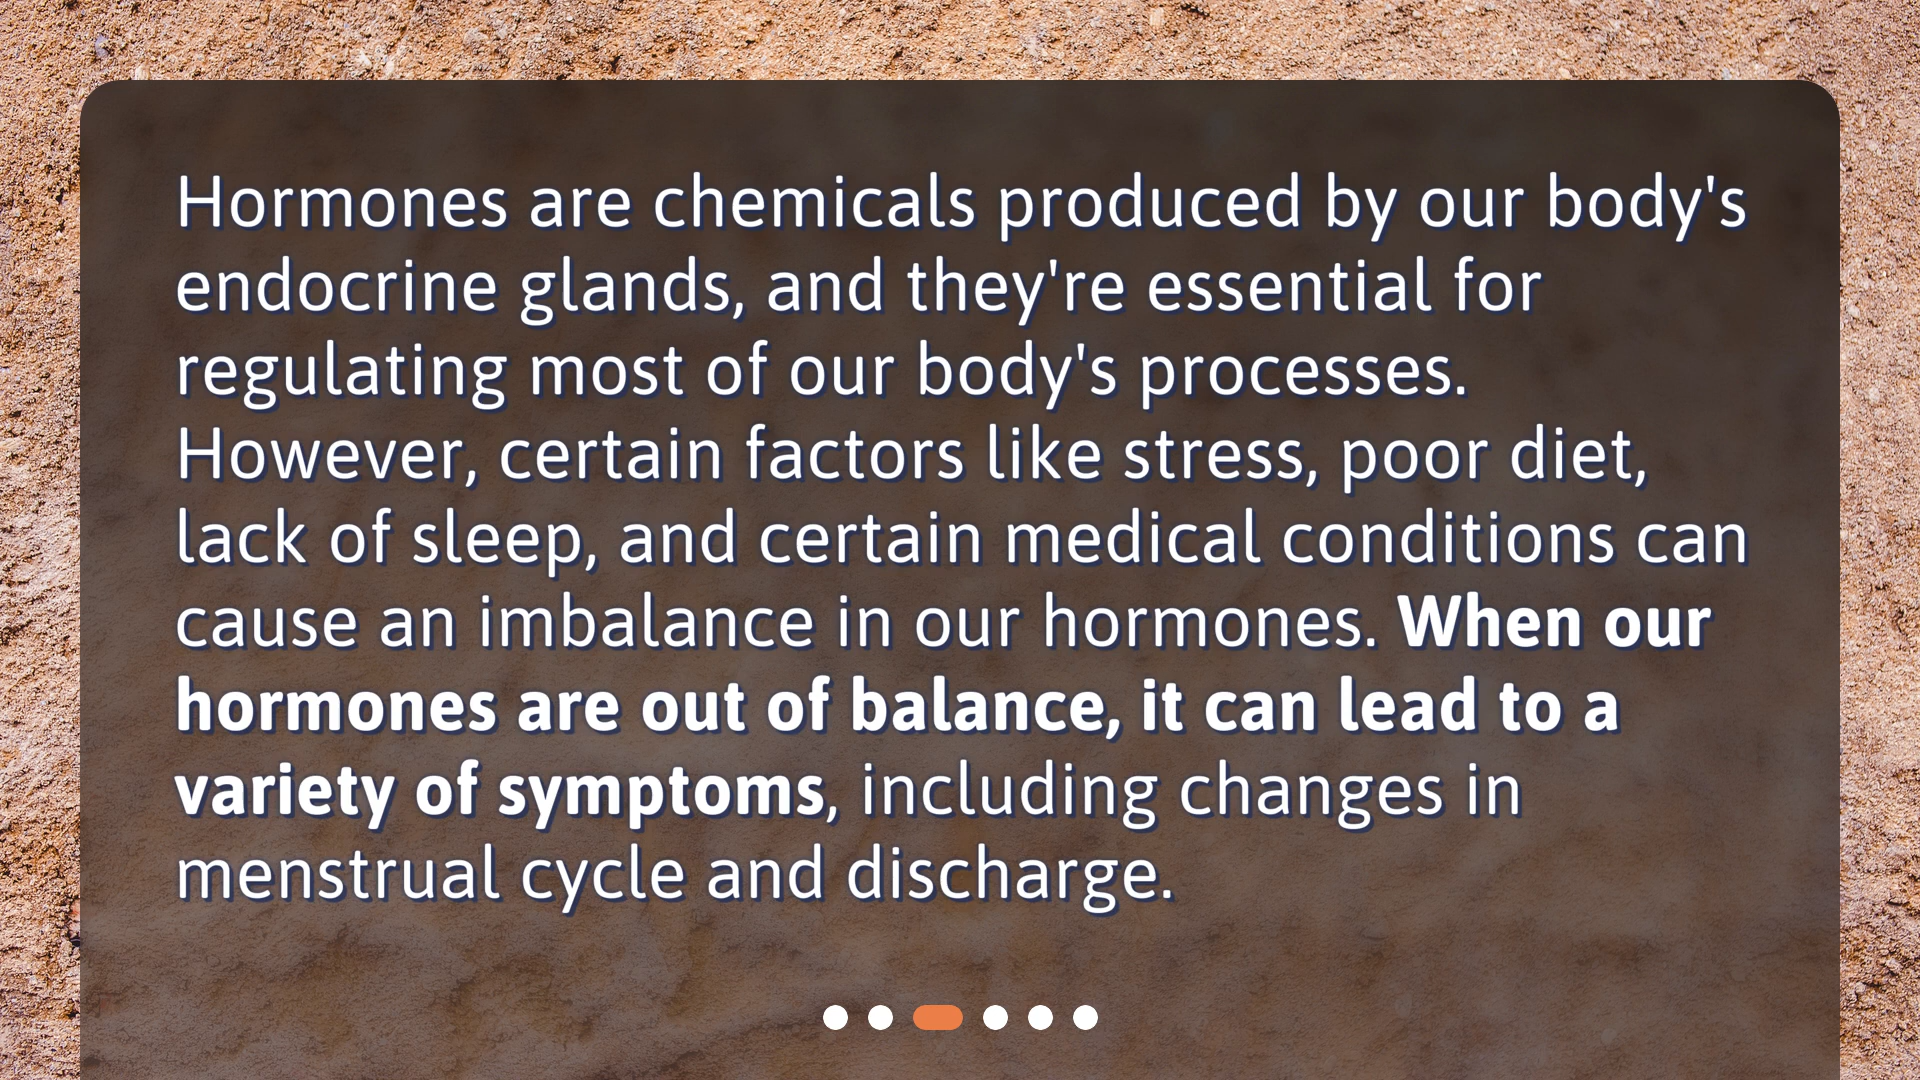 Hormones are chemicals produced by our body's
endocrine glands, and they're essential for
regulating most of our body's processes.
However, certain factors like stress, poor diet,
lack of sleep, and certain medical conditions can
cause an imbalance in our hormones. When our
hormones are out of balance, it can lead to a
variety of symptoms, including changes in
menstrual cycle and discharge.